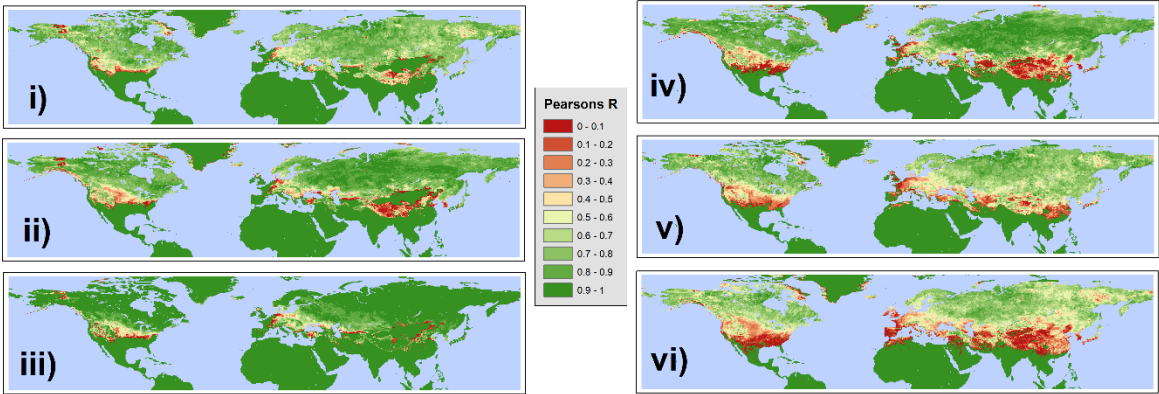 i)
ii)
iii)
Pearsons R
0 - 0.1
0.1 - 0.2
0.2 - 0.3
0.3 - 0.4
0.4 - 0.5
0.5 - 0.6
0.6 - 0.7
0.7 - 0.8
0.8 - 0.9
0.9 - 1
iv)
v)
vi)